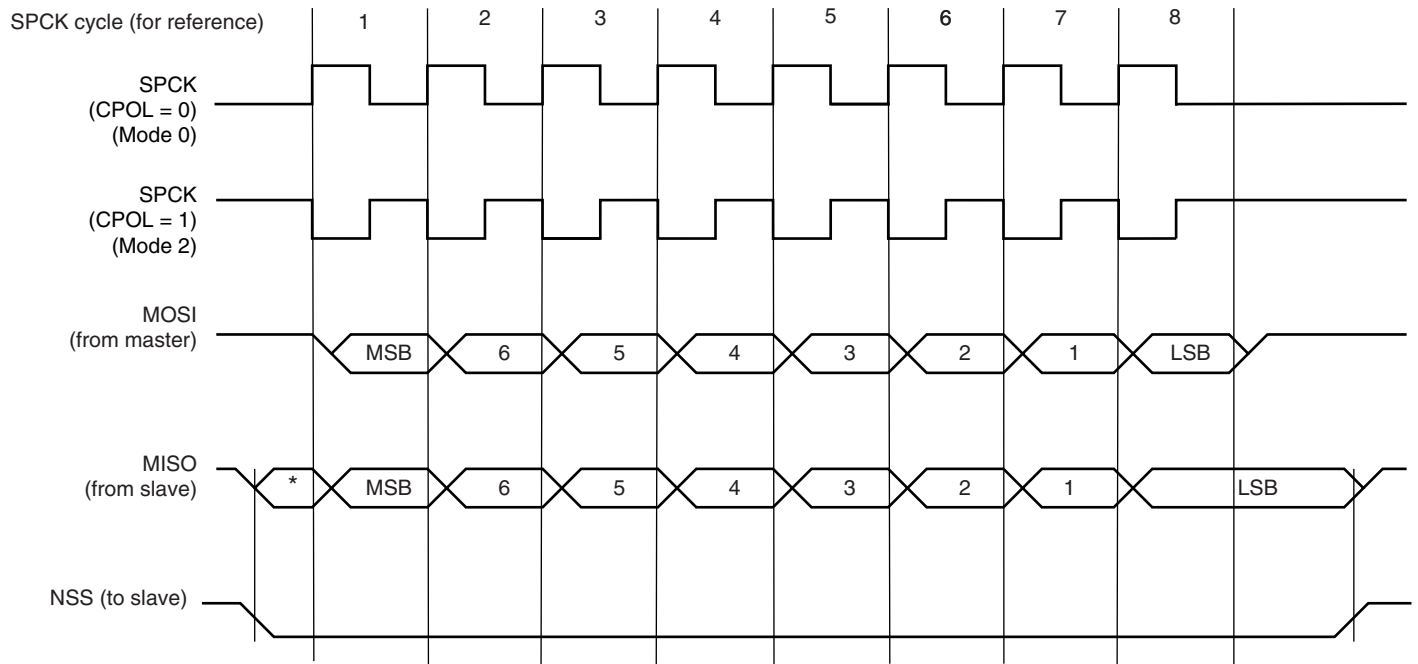 SPCK cycle (for reference) 1 2 3 4 5 6 7 8
SPCK
(CPOL = 0)
(Mode 0)
SPCK
(CPOL = 1)
(Mode 2)
MOSI
(from master)
MSB 6 5 4 3 2 1 LSB
MISO
(from slave)
* MSB 6 5 4 3 2 1 LSB
NSS (to slave)